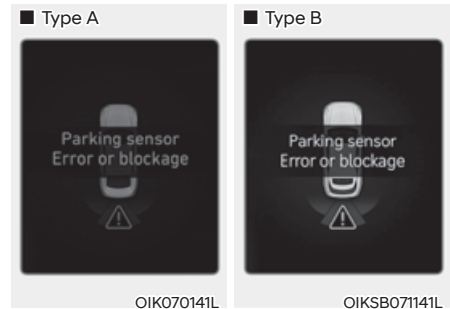 ■ Type A
Parking sensor
Error or blockage
OIK070141L
■ Type B
Parking sensor
Error or blockage
OIKSB071141L